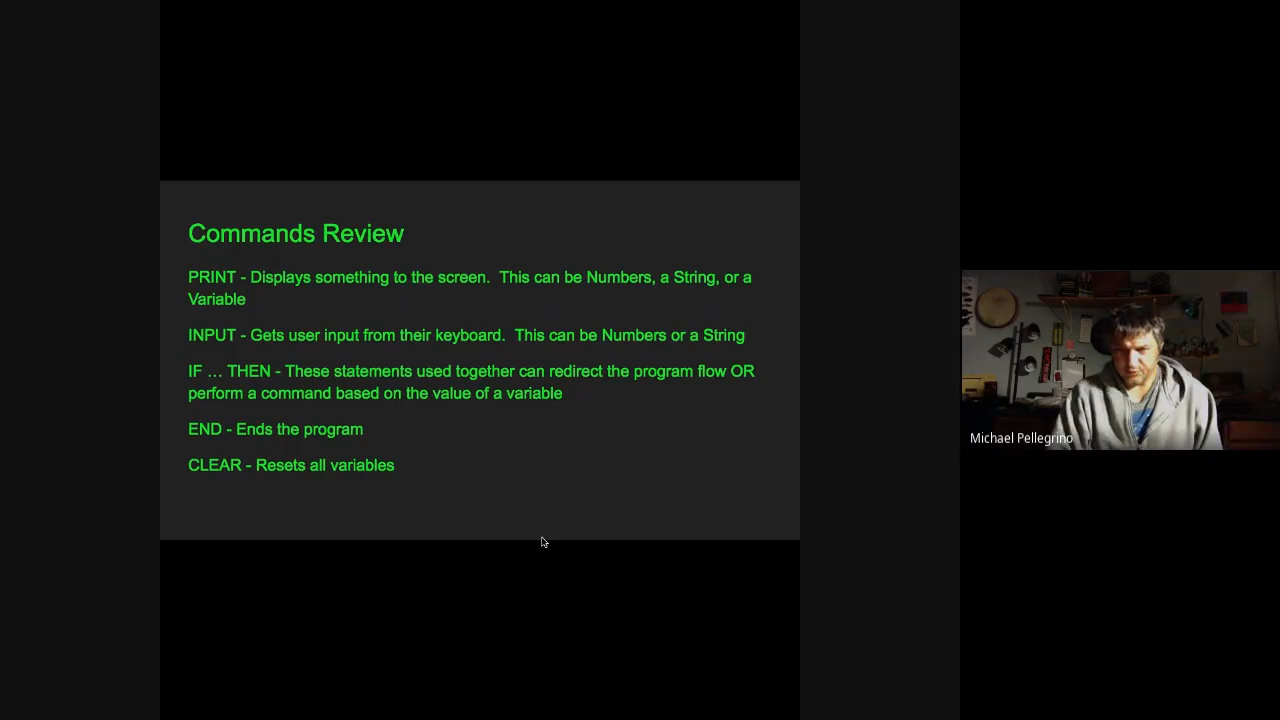 Commands Review
PRINT - Displays something to the screen.  This can be Numbers, a String, or a
Variable
INPUT - Gets user input from their keyboard.  This can be Numbers or a String
IF … THEN - These statements used together can redirect the program flow OR
perform a command based on the value of a variable
END - Ends the program
CLEAR - Resets all variables
Michael Pellegrino